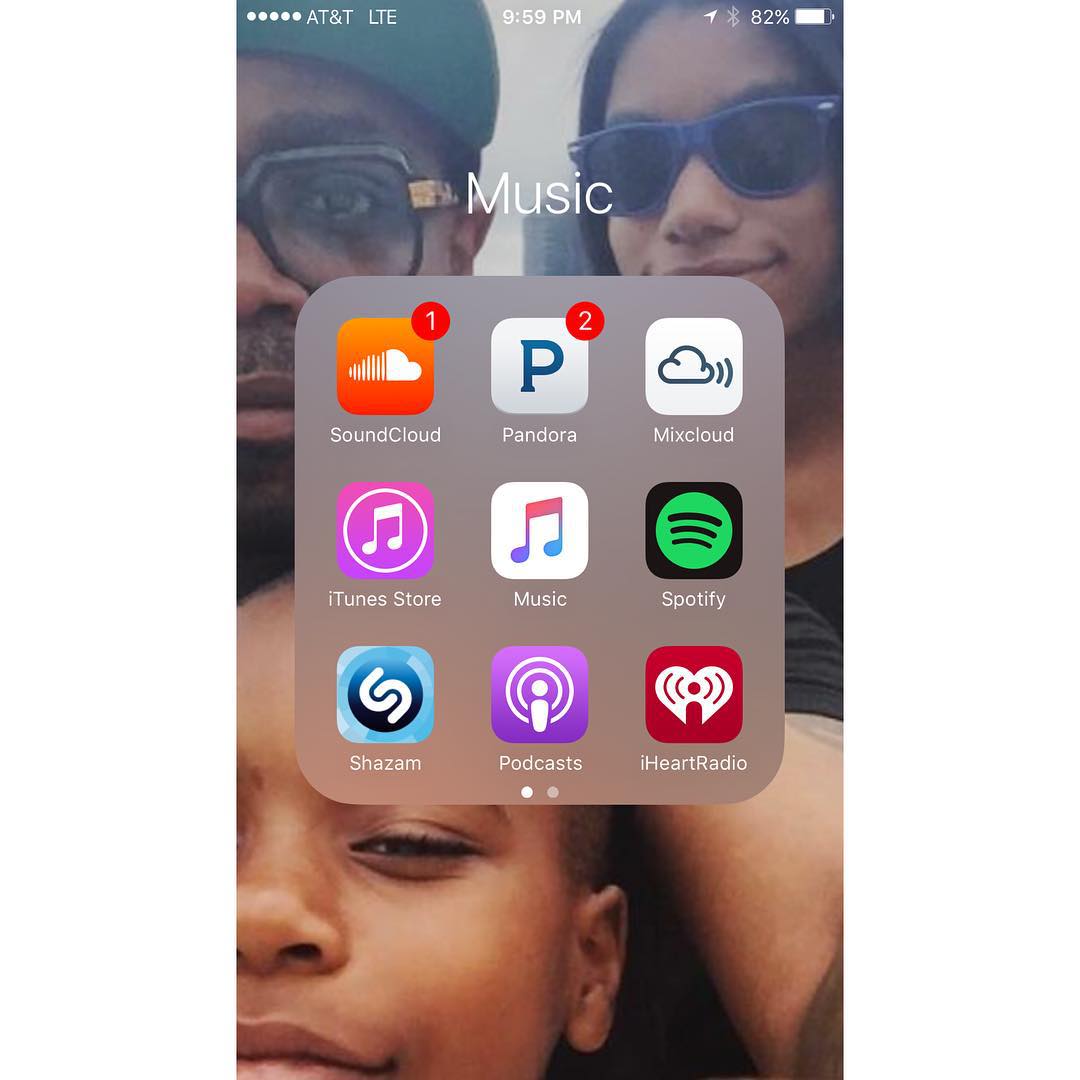 AT&T LTE 9:59 PM 82%
Music
1 2
P
SoundCloud Pandora Mixcloud
iTunes Store Music Spotify
Shazam Podcasts iHeartRadio